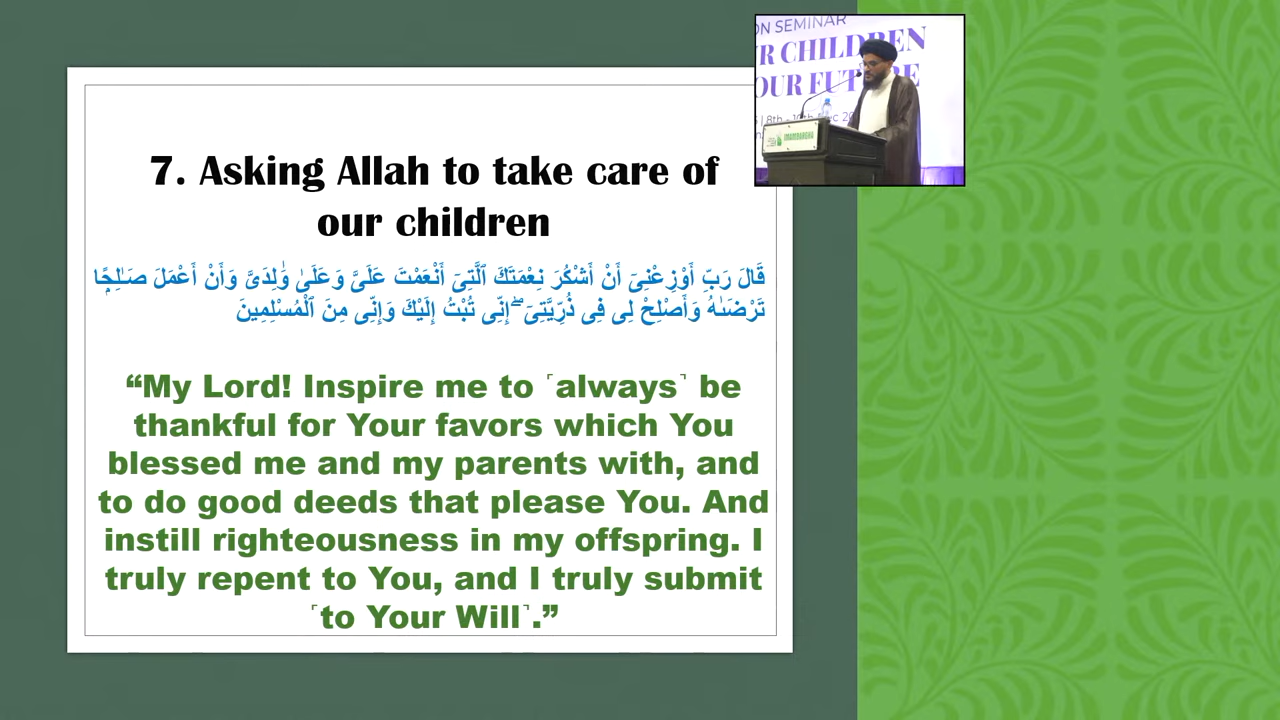 ON SEMINAR
R CHILDREN
OUR FUTURE
7. Asking Allah to take care of
our children
قَالَ رَبِّ أَوْزِعْنِىٓ أَنْ أَشْكُرَ نِعْمَتَكَ ٱلَّتِىٓ أَنْعَمْتَ عَلَىَّ وَعَلَىٰ وَٰلِدَىَّ وَأَنْ أَعْمَلَ صَـٰلِحًۭا
تَرْضَىٰهُ وَأَصْلِحْ لِى فِى ذُرِّيَّتِىٓ ۖ إِنِّى تُبْتُ إِلَيْكَ وَإِنِّى مِنَ ٱلْمُسْلِمِينَ
“My Lord! Inspire me to ˹always˺ be
thankful for Your favors which You
blessed me and my parents with, and
to do good deeds that please You. And
instill righteousness in my offspring. I
truly repent to You, and I truly submit
˹to Your Will˺.”